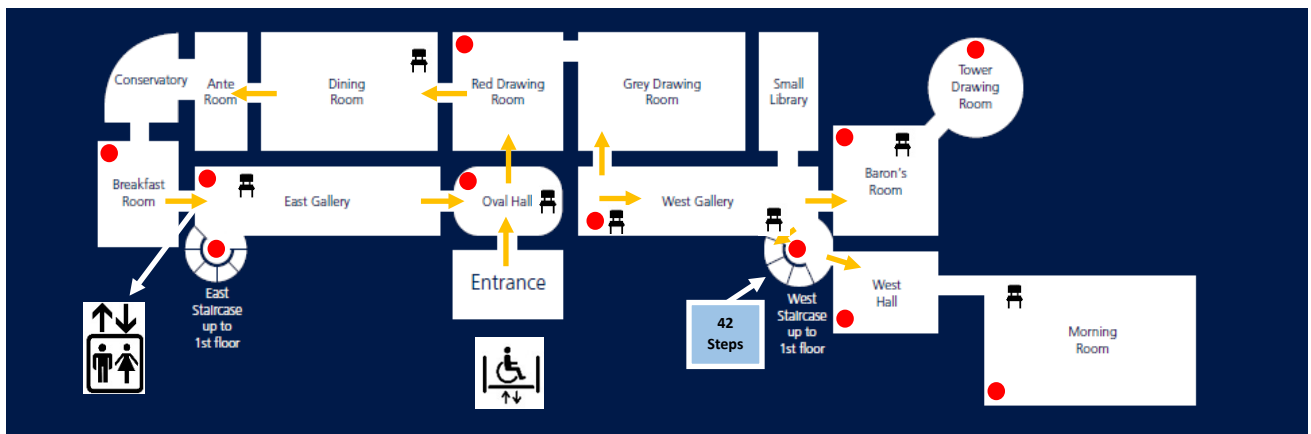 Conservatory
Ante
Room
Dining
Room
Red Drawing
Room
Grey Drawing
Room
Small
Library
Tower
Drawing
Room
Breakfast
Room
East Gallery
Oval Hall
West Gallery
Baron's
Room
Entrance
East
Staircase
up to
1st floor
42
Steps
West
Staircase
up to
1st floor
West
Hall
Morning
Room